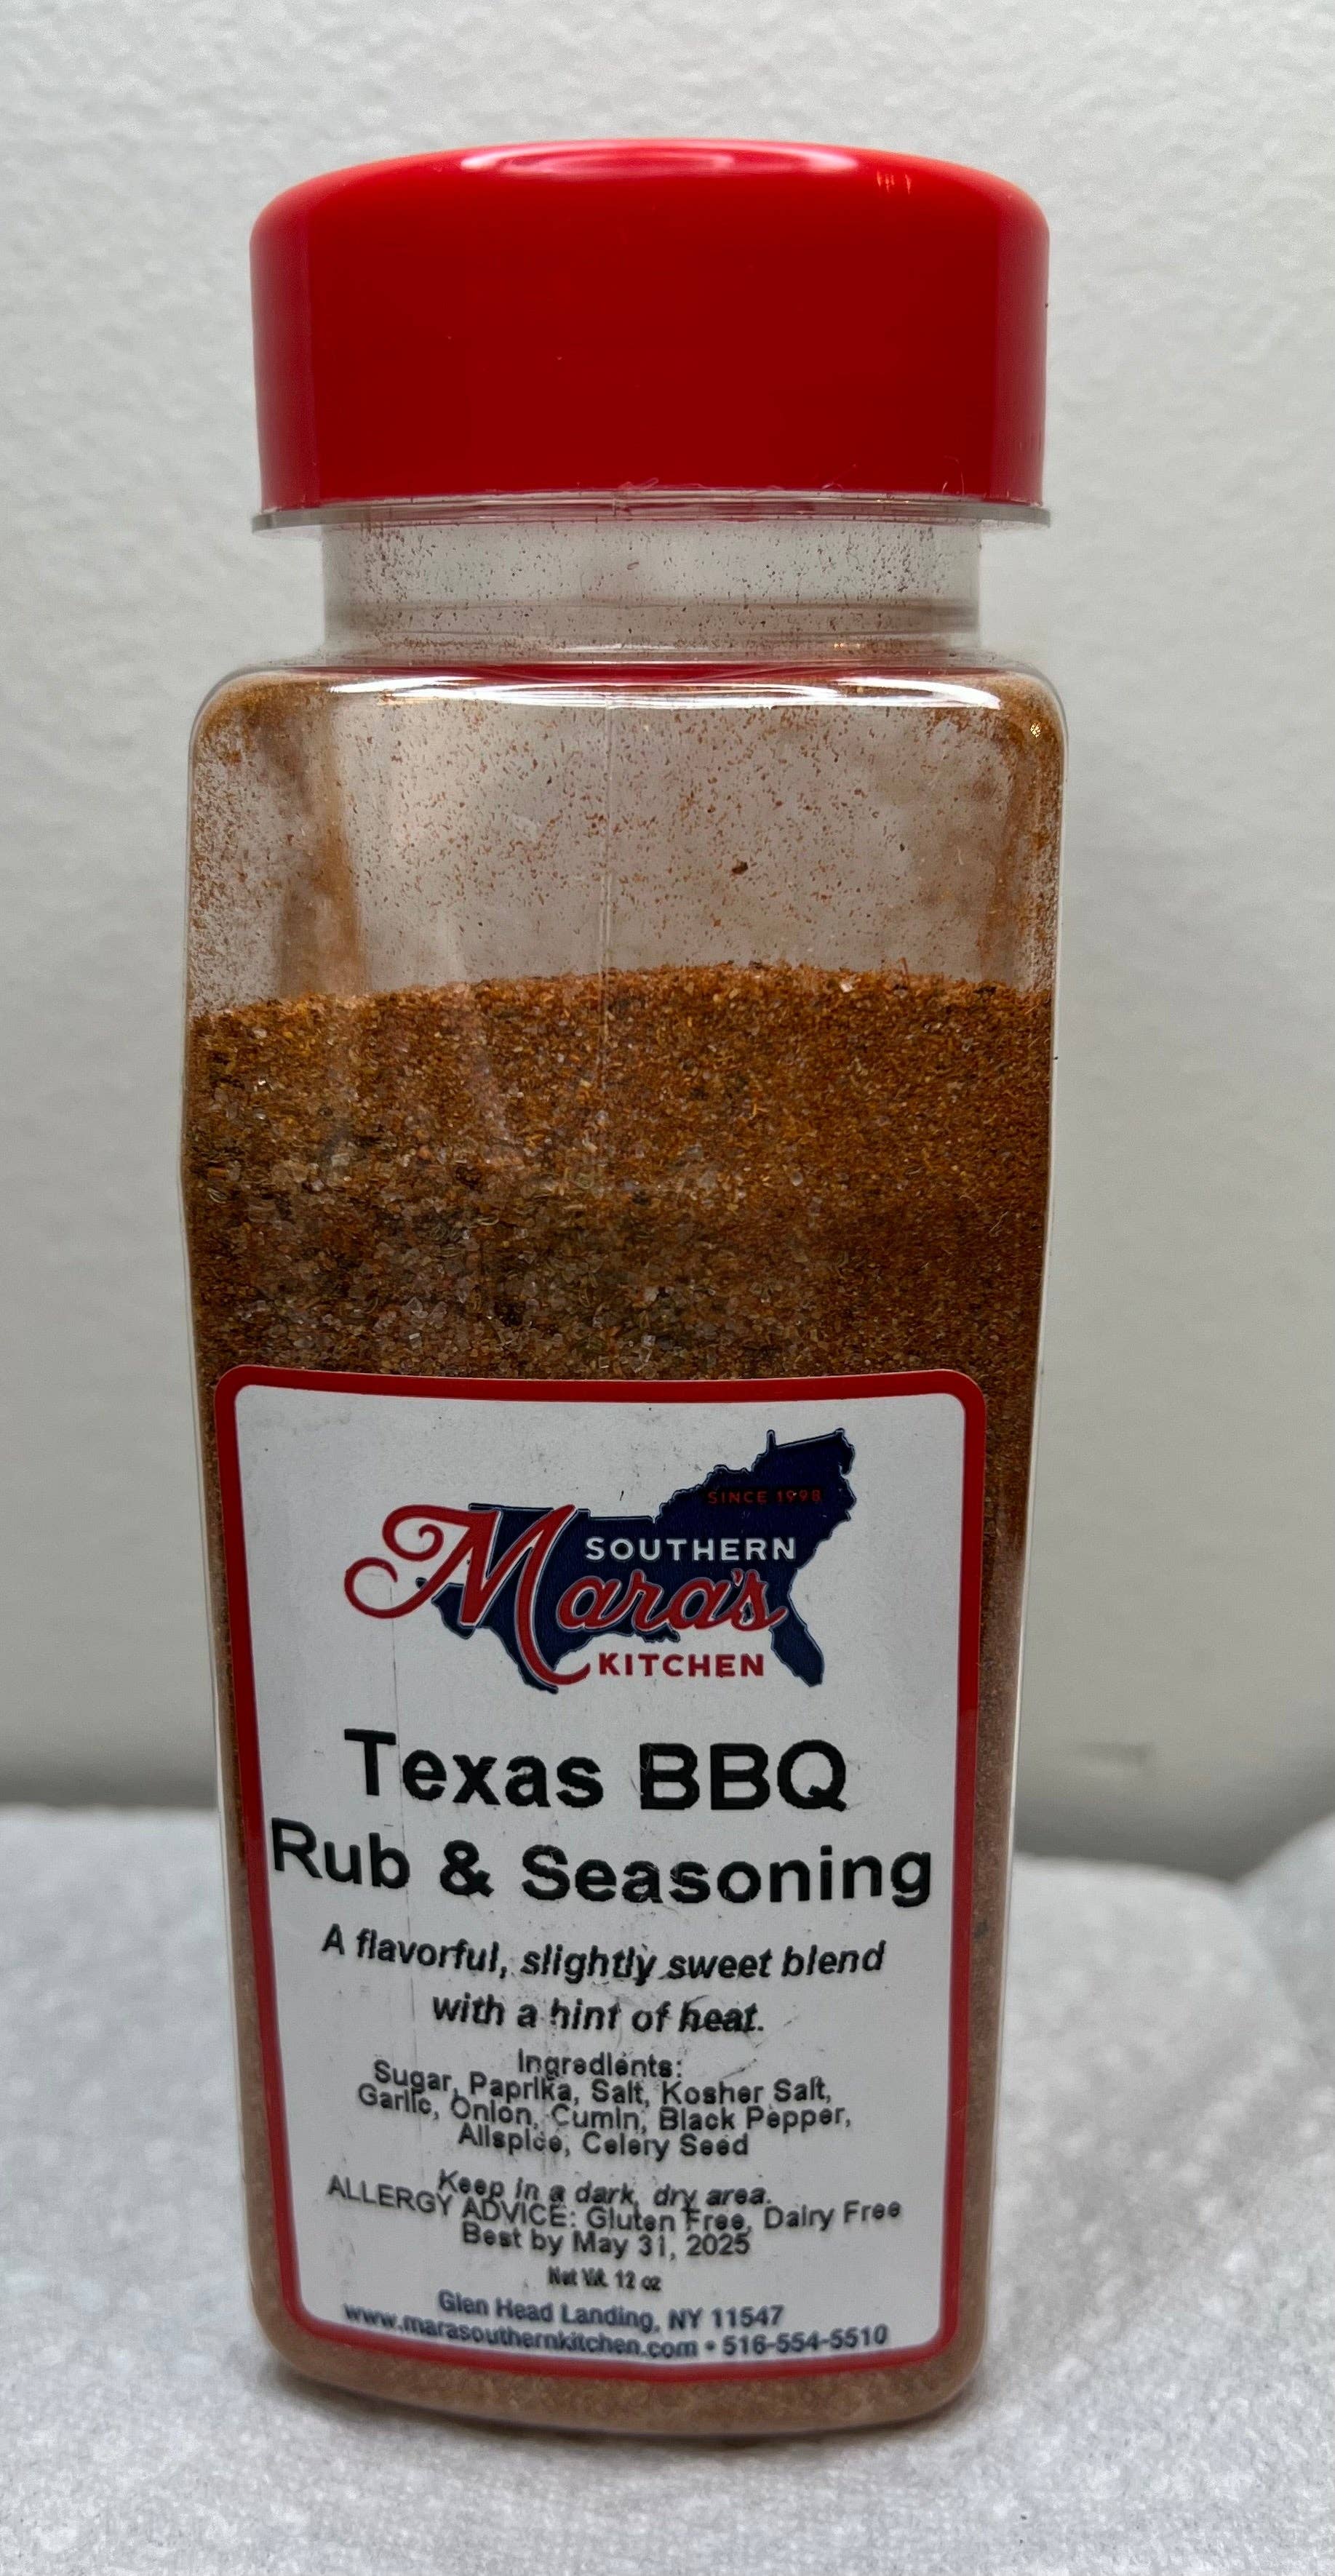 SINCE 1998
SOUTHERN
Mara's
KITCHEN
Texas BBQ
Rub & Seasoning
A flavorful, slightly sweet blend
with a hint of heat.
Ingredients:
Sugar, Paprika, Salt, Kosher Salt,
Garlic, Onion, Cumin, Black Pepper,
Allspice, Celery Seed
Keep in a dark, dry area.
ALLERGY ADVICE: Gluten Free, Dairy Free
Best by May 31, 2025
Net Wt. 12 oz
Glen Head Landing, NY 11547
www.marasouthernkitchen.com • 516-554-5510